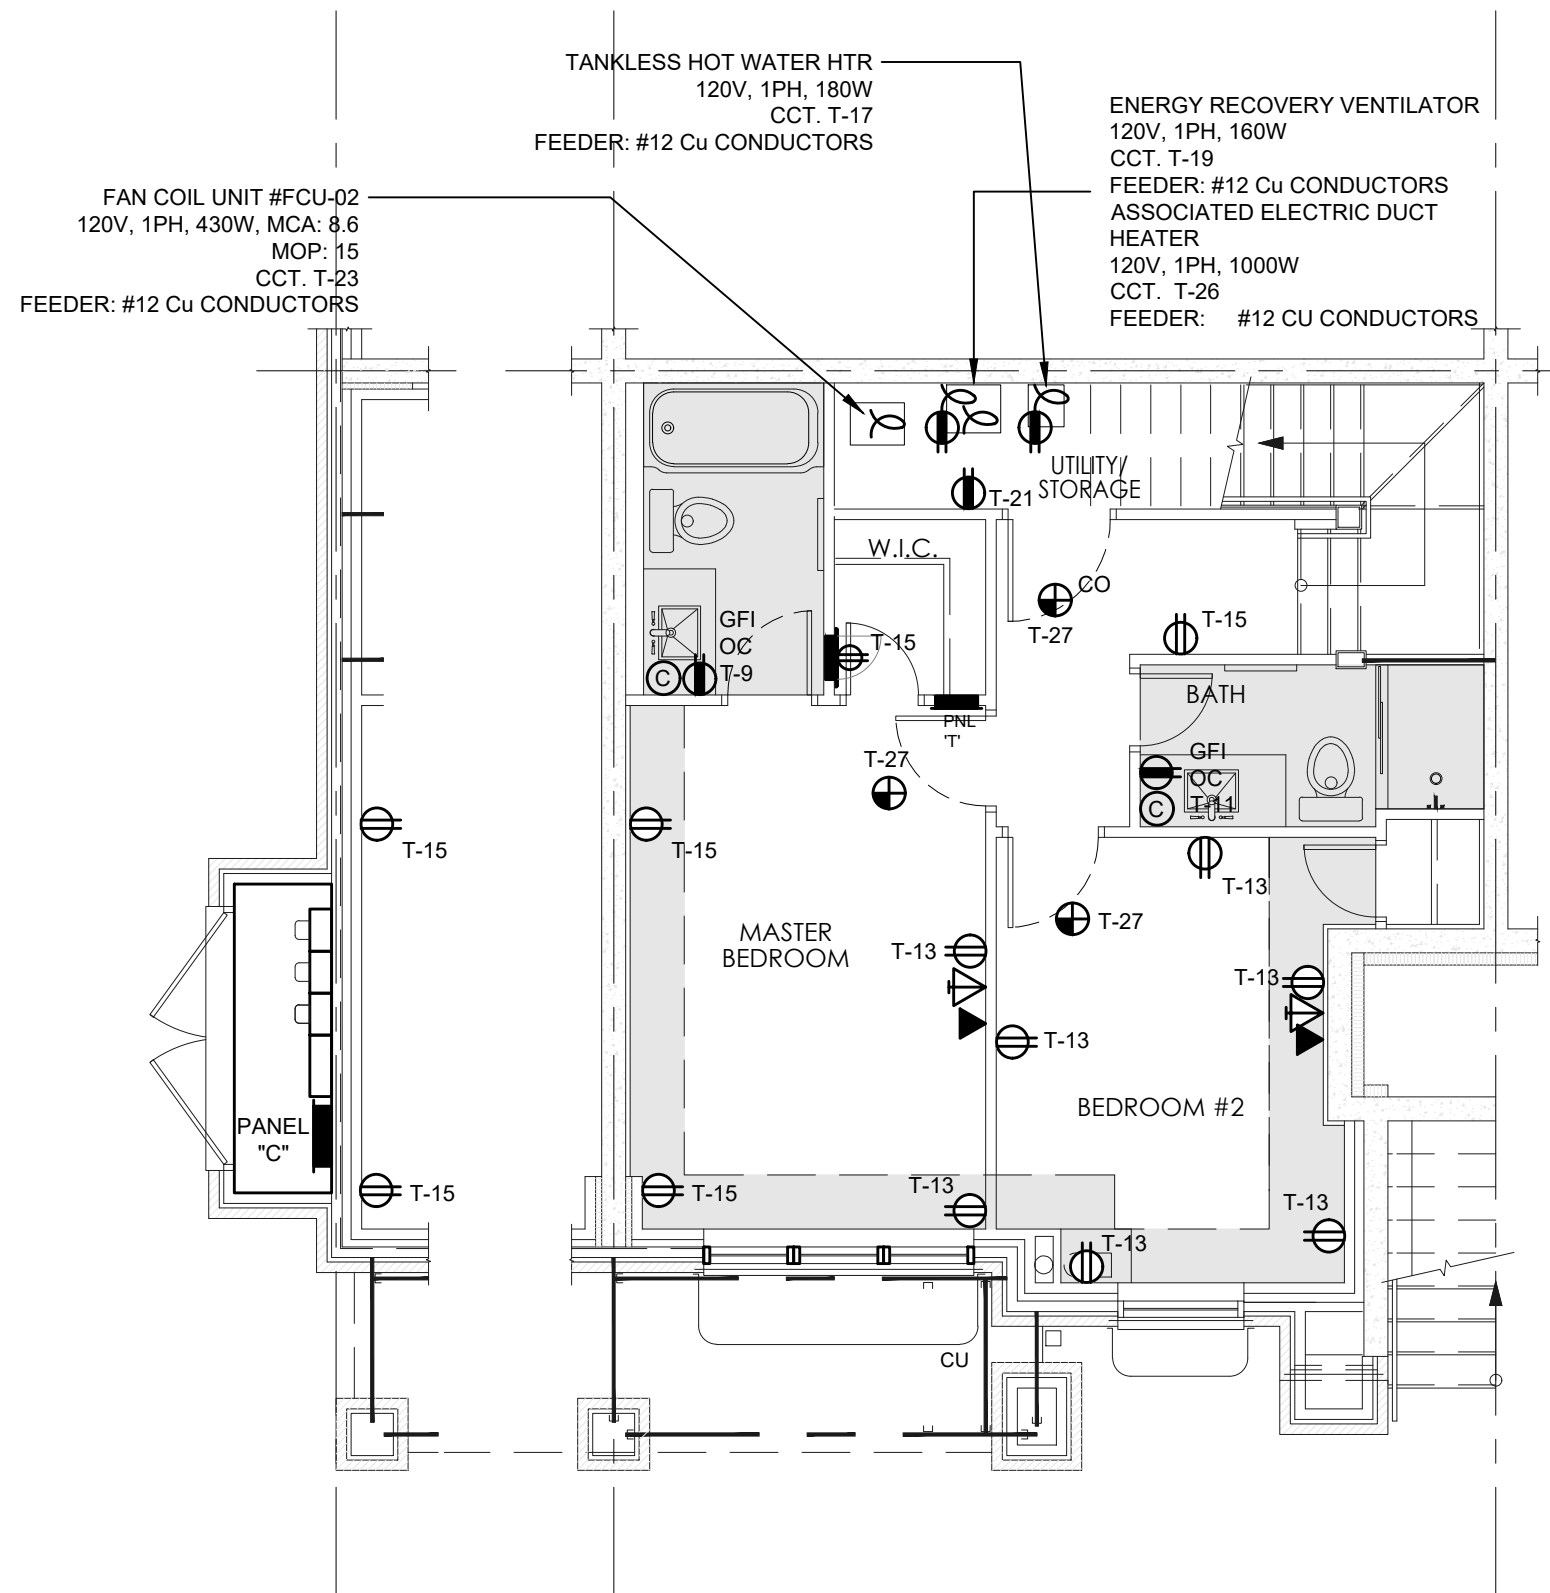 TANKLESS HOT WATER HTR
120V, 1PH, 180W
CCT. T-17
FEEDER: #12 Cu CONDUCTORS
ENERGY RECOVERY VENTILATOR
120V, 1PH, 160W
CCT. T-19
FEEDER: #12 Cu CONDUCTORS
ASSOCIATED ELECTRIC DUCT
HEATER
120V, 1PH, 1000W
CCT. T-26
FEEDER: #12 CU CONDUCTORS
FAN COIL UNIT #FCU-02
120V, 1PH, 430W, MCA: 8.6
MOP: 15
CCT. T-23
FEEDER: #12 Cu CONDUCTORS
UTILITY/
STORAGE
T-21
W.I.C.
CO
T-27
GFI
OC
T-9
C
T-15
T-15
BATH
PNL
'T'
GFI
OC
T-11
C
T-27
T-15
T-15
T-13
T-27
MASTER
BEDROOM
T-13
T-13
T-13
BEDROOM #2
PANEL
"C"
T-15
T-15
T-13
T-13
T-13
CU